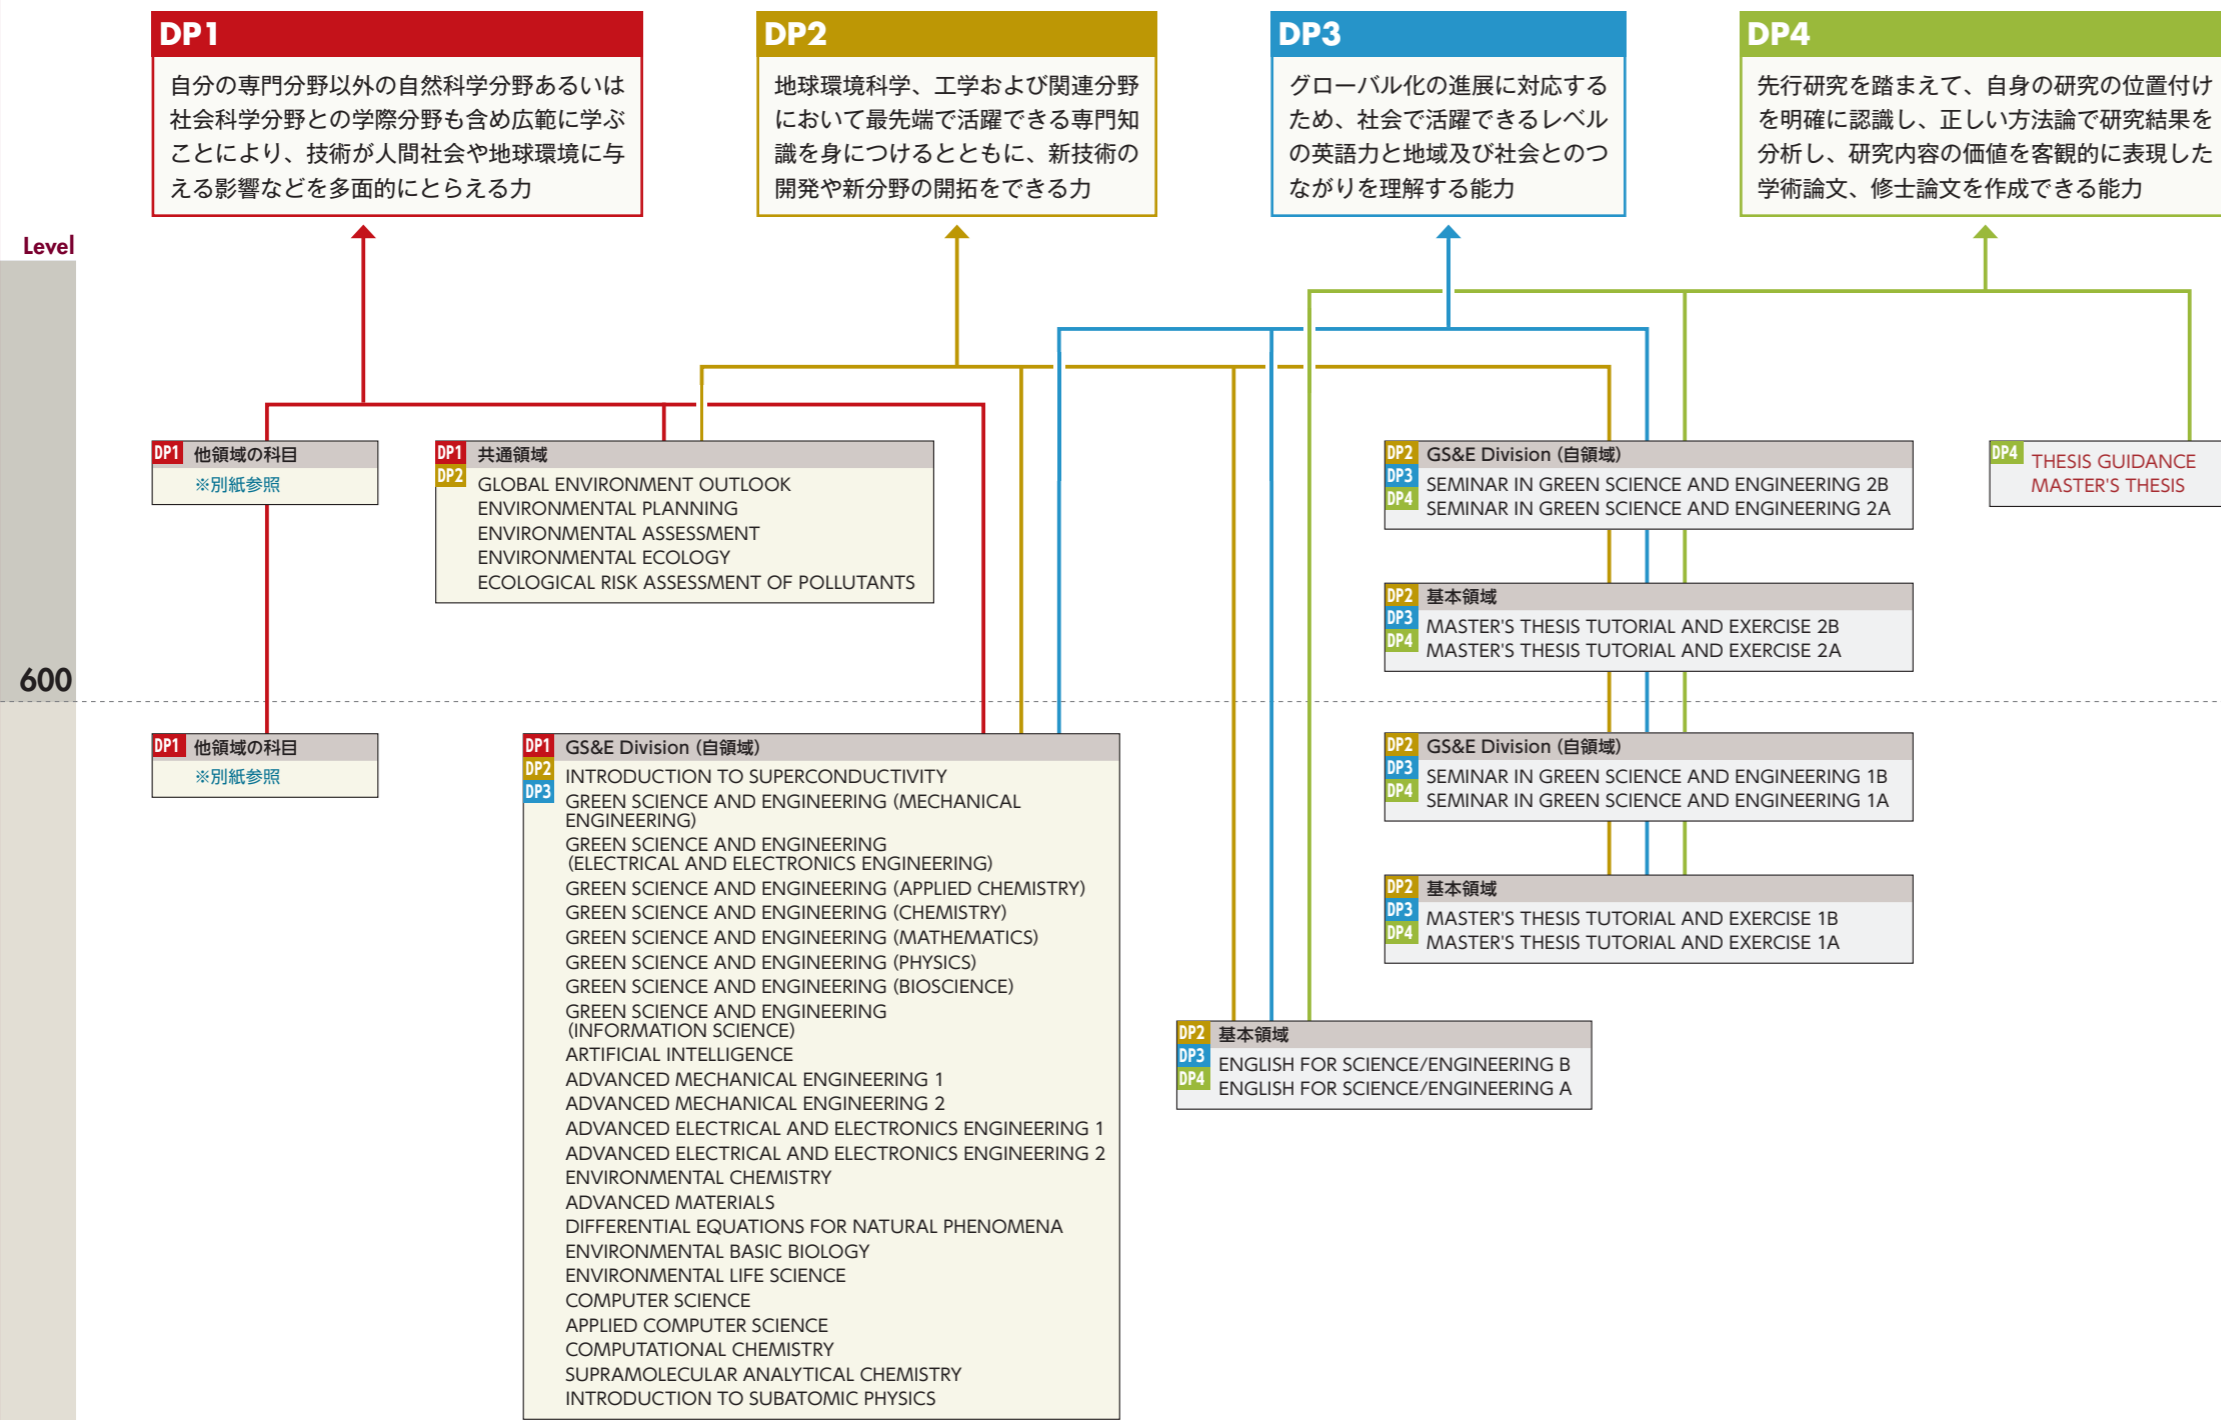 DP1
自分の専門分野以外の自然科学分野あるいは
社会科学分野との学際分野も含め広範に学ぶ
ことにより、技術が人間社会や地球環境に与
える影響などを多面的にとらえる力
DP2
地球環境科学、工学および関連分野
において最先端で活躍できる専門知
識を身につけるとともに、新技術の
開発や新分野の開拓をできる力
DP3
グローバル化の進展に対応する
ため、社会で活躍できるレベル
の英語力と地域及び社会とのつ
ながりを理解する能力
DP4
先行研究を踏まえて、自身の研究の位置付け
を明確に認識し、正しい方法論で研究結果を
分析し、研究内容の価値を客観的に表現した
学術論文、修士論文を作成できる能力
Level
DP1 他領域の科目
※別紙参照
DP1 共通領域
DP2
GLOBAL ENVIRONMENT OUTLOOK
ENVIRONMENTAL PLANNING
ENVIRONMENTAL ASSESSMENT
ENVIRONMENTAL ECOLOGY
ECOLOGICAL RISK ASSESSMENT OF POLLUTANTS
DP2 GS&E Division (自領域)
DP3 SEMINAR IN GREEN SCIENCE AND ENGINEERING 2B
DP4 SEMINAR IN GREEN SCIENCE AND ENGINEERING 2A
DP4 THESIS GUIDANCE
MASTER'S THESIS
DP2 基本領域
DP3 MASTER'S THESIS TUTORIAL AND EXERCISE 2B
DP4 MASTER'S THESIS TUTORIAL AND EXERCISE 2A
600
DP1 他領域の科目
※別紙参照
DP1 GS&E Division (自領域)
DP2 INTRODUCTION TO SUPERCONDUCTIVITY
DP3 GREEN SCIENCE AND ENGINEERING (MECHANICAL
ENGINEERING)
GREEN SCIENCE AND ENGINEERING
(ELECTRICAL AND ELECTRONICS ENGINEERING)
GREEN SCIENCE AND ENGINEERING (APPLIED CHEMISTRY)
GREEN SCIENCE AND ENGINEERING (CHEMISTRY)
GREEN SCIENCE AND ENGINEERING (MATHEMATICS)
GREEN SCIENCE AND ENGINEERING (PHYSICS)
GREEN SCIENCE AND ENGINEERING (BIOSCIENCE)
GREEN SCIENCE AND ENGINEERING
(INFORMATION SCIENCE)
ARTIFICIAL INTELLIGENCE
ADVANCED MECHANICAL ENGINEERING 1
ADVANCED MECHANICAL ENGINEERING 2
ADVANCED ELECTRICAL AND ELECTRONICS ENGINEERING 1
ADVANCED ELECTRICAL AND ELECTRONICS ENGINEERING 2
ENVIRONMENTAL CHEMISTRY
ADVANCED MATERIALS
DIFFERENTIAL EQUATIONS FOR NATURAL PHENOMENA
ENVIRONMENTAL BASIC BIOLOGY
ENVIRONMENTAL LIFE SCIENCE
COMPUTER SCIENCE
APPLIED COMPUTER SCIENCE
COMPUTATIONAL CHEMISTRY
SUPRAMOLECULAR ANALYTICAL CHEMISTRY
INTRODUCTION TO SUBATOMIC PHYSICS
DP2 GS&E Division (自領域)
DP3 SEMINAR IN GREEN SCIENCE AND ENGINEERING 1B
DP4 SEMINAR IN GREEN SCIENCE AND ENGINEERING 1A
DP2 基本領域
DP3 MASTER'S THESIS TUTORIAL AND EXERCISE 1B
DP4 MASTER'S THESIS TUTORIAL AND EXERCISE 1A
DP2 基本領域
DP3 ENGLISH FOR SCIENCE/ENGINEERING B
DP4 ENGLISH FOR SCIENCE/ENGINEERING A